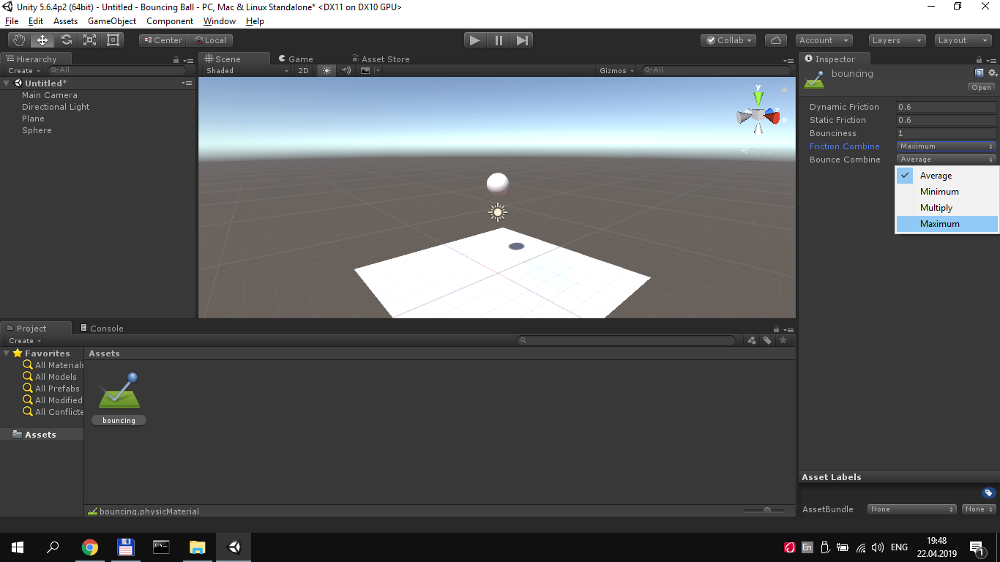 Unity 5.6.4p2 (64bit) - Untitled - Bouncing Ball - PC, Mac & Linux Standalone* <DX11 on DX10 GPU>
File Edit Assets GameObject Component Window Help
Center Local Collab Account Layers Layout
Hierarchy
Create All
Untitled*
Main Camera
Directional Light
Plane
Sphere
Scene Game Asset Store
Shaded 2D Gizmos All
y
x
Persp
Inspector
bouncing
Open
Dynamic Friction 0.6
Static Friction 0.6
Bounciness 1
Friction Combine Maximum
Bounce Combine Average
Average
Minimum
Multiply
Maximum
Project Console
Create
Favorites
All Materials
All Models
All Prefabs
All Modified
All Conflicte
Assets
Assets
bouncing
bouncing.physicMaterial
Asset Labels
AssetBundle None None
En ENG 19:48
22.04.2019
1